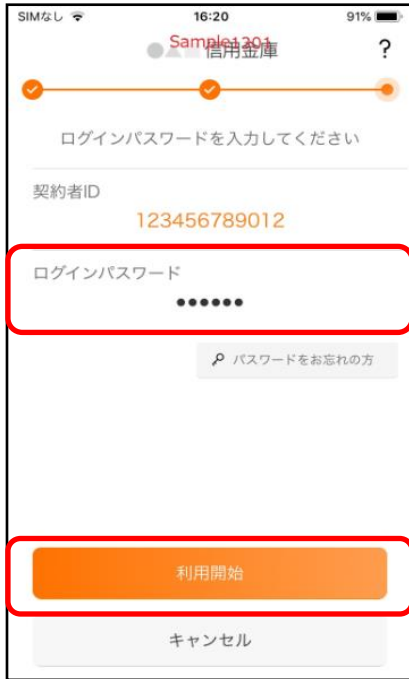 SIMなし 16:20 91%
●▲■信用金庫 ?
Sample1201
ログインパスワードを入力してください
契約者ID
123456789012
ログインパスワード
••••••
パスワードをお忘れの方
利用開始
キャンセル